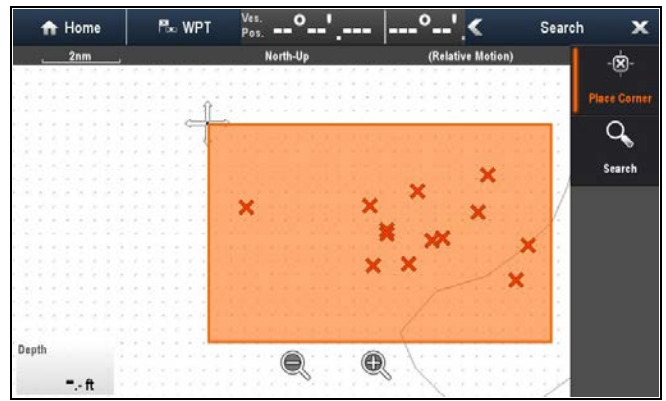 Home
WPT
Ves.
Pos. --°--'.--- ---°--'.---
Search
2nm
North-Up
(Relative Motion)
Place Corner
Search
Depth
-.- ft